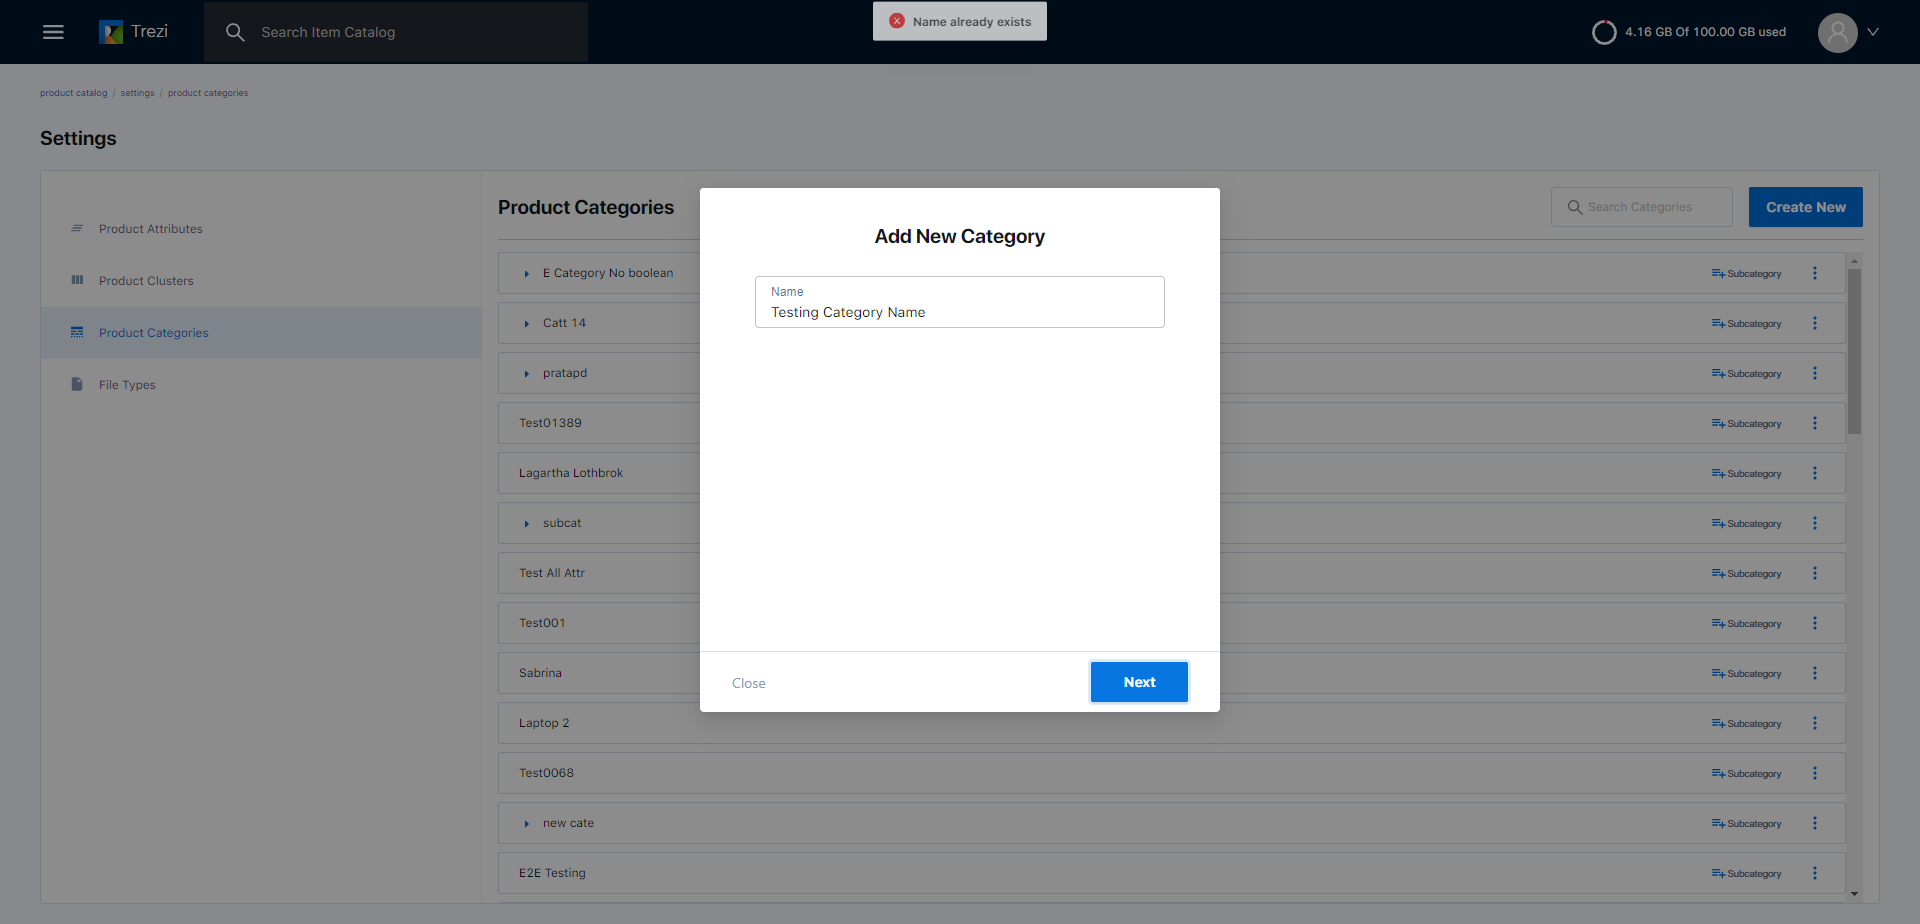 Trezi
Search Item Catalog
Name already exists
4.16 GB Of 100.00 GB used
product catalog / settings / product categories
Settings
Product Attributes
Product Clusters
Product Categories
File Types
Product Categories
Search Categories
Create New
E Category No boolean
Subcategory
Catt 14
Subcategory
pratapd
Subcategory
Test01389
Subcategory
Lagartha Lothbrok
Subcategory
subcat
Subcategory
Test All Attr
Subcategory
Test001
Subcategory
Sabrina
Subcategory
Laptop 2
Subcategory
Test0068
Subcategory
new cate
Subcategory
E2E Testing
Subcategory
Add New Category
Name
Testing Category Name
Close
Next